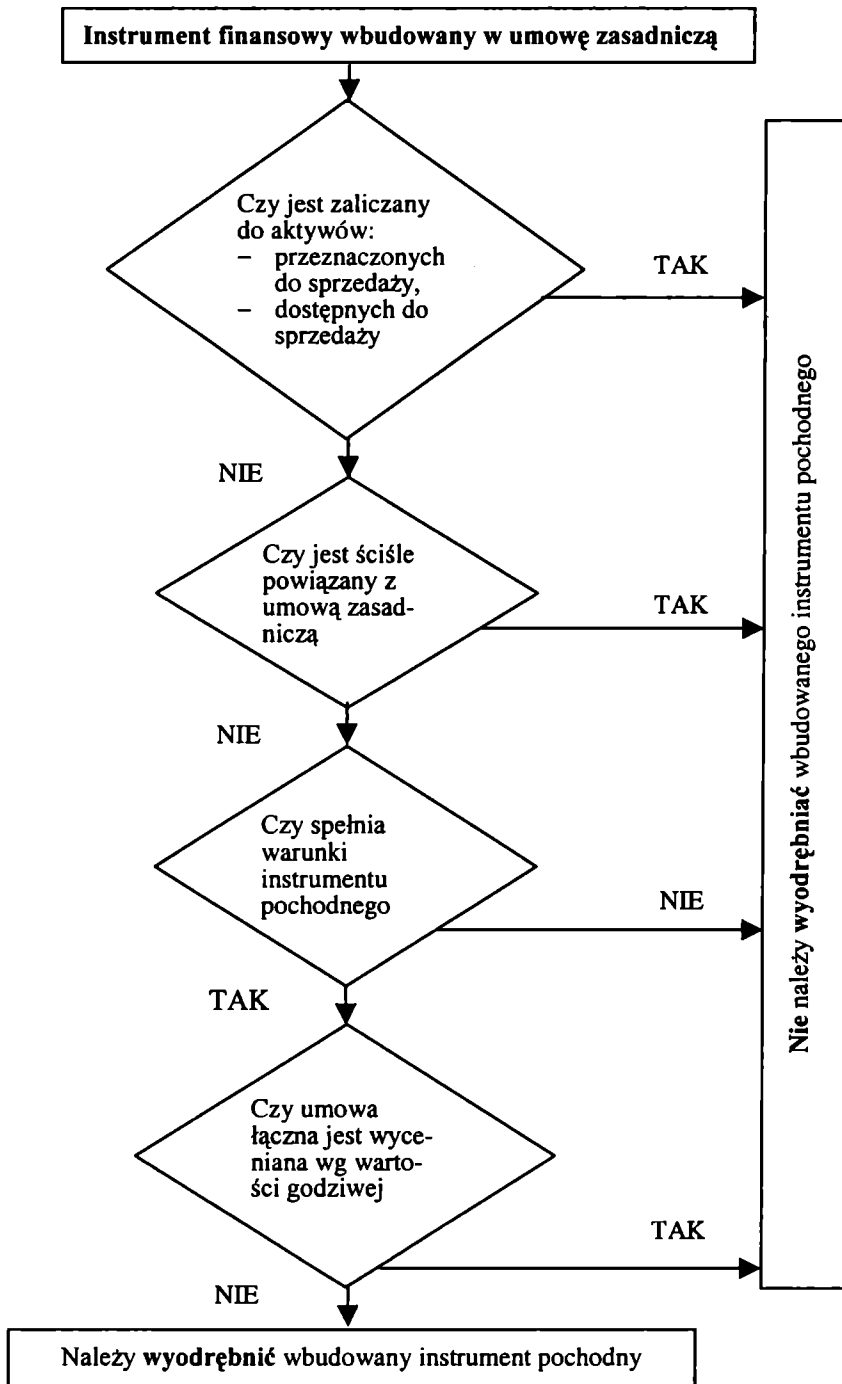 Instrument finansowy wbudowany w umowę zasadniczą
Czy jest zaliczany
do aktywów:
– przeznaczonych
do sprzedaży,
– dostępnych do
sprzedaży
TAK
NIE
Czy jest ściśle
powiązany z
umową zasad-
niczą
TAK
NIE
Czy spełnia
warunki
instrumentu
pochodnego
NIE
TAK
Czy umowa
łączna jest wyce-
niana wg warto-
ści godziwej
TAK
NIE
Należy wyodrębnić wbudowany instrument pochodny
Nie należy wyodrębniać wbudowanego instrumentu pochodnego